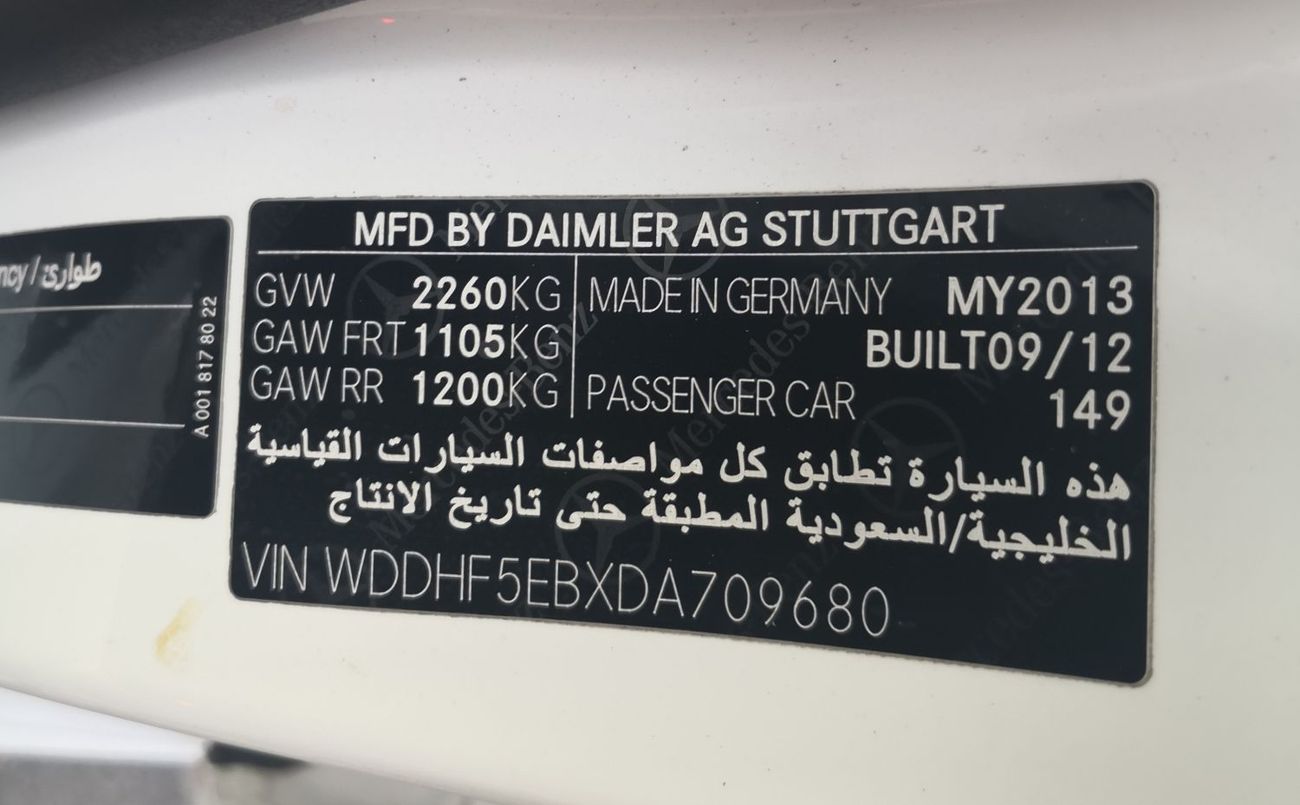 ncy / طوارئ
A 001 817 80 22
MFD BY DAIMLER AG STUTTGART
GVW 2260KG MADE IN GERMANY MY2013
GAW FRT 1105KG BUILT09/12
GAW RR 1200KG PASSENGER CAR 149
هذه السيارة تطابق كل مواصفات السيارات القياسية
الخليجية/السعودية المطبقة حتى تاريخ الانتاج
VIN WDDHF5EBXDA709680
Mercedes-Benz